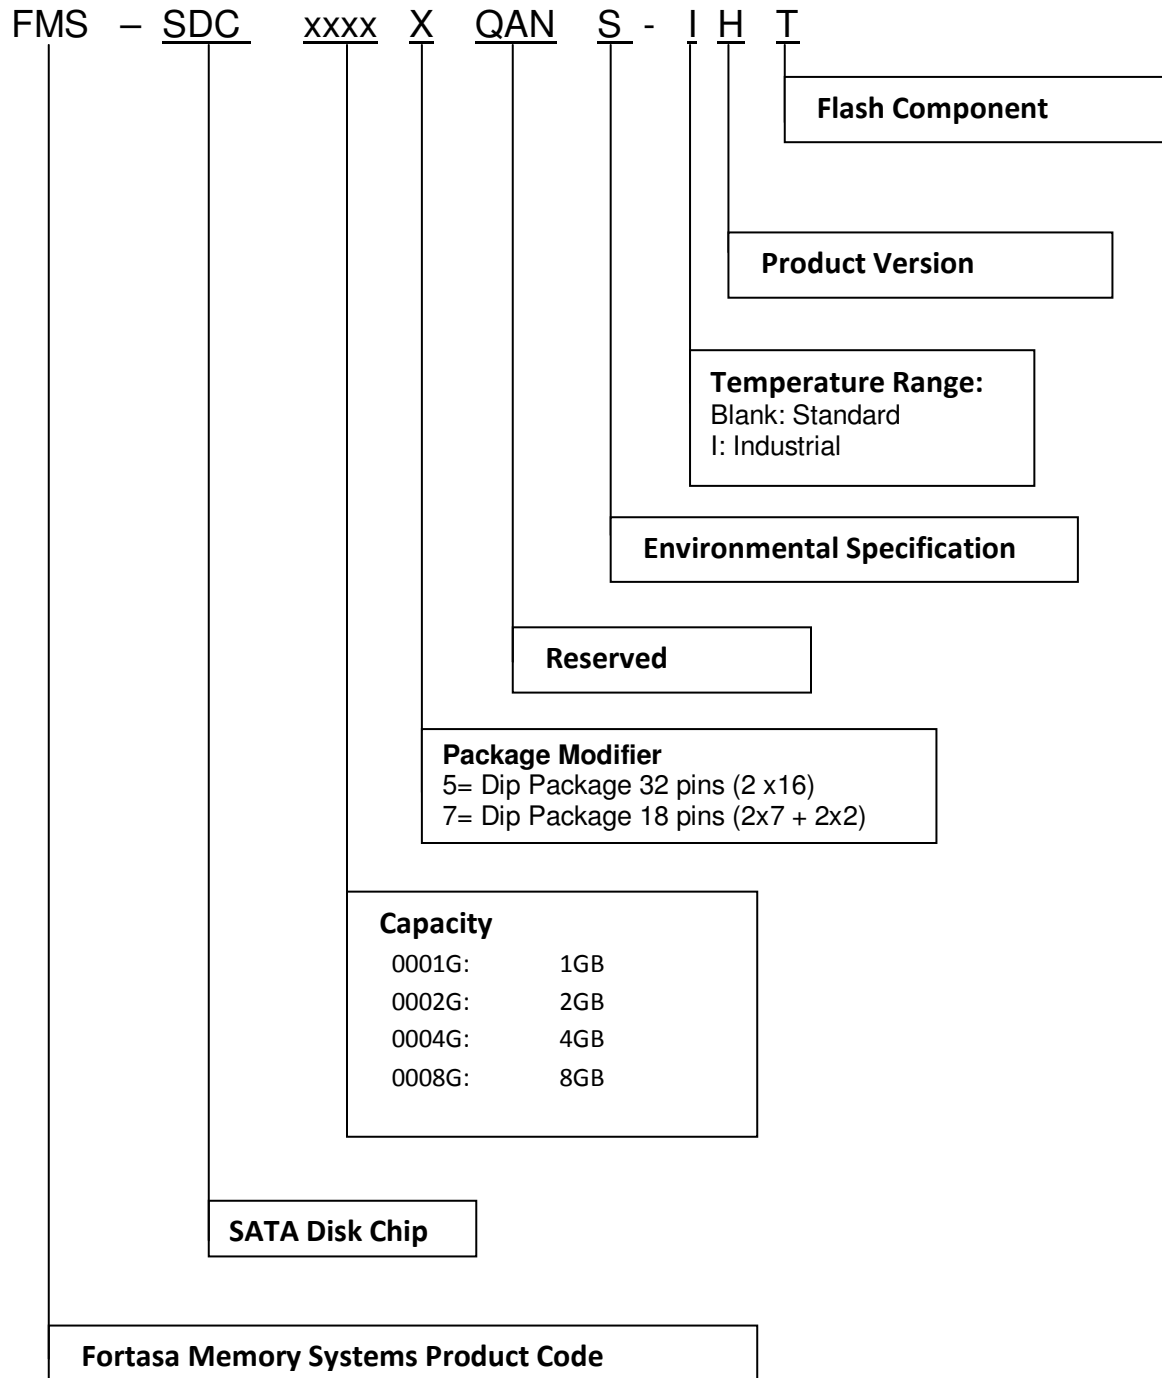 FMS – SDC xxxx X QAN S - I H T
Flash Component
Product Version
Temperature Range:
Blank: Standard
I: Industrial
Environmental Specification
Reserved
Package Modifier
5= Dip Package 32 pins (2 x16)
7= Dip Package 18 pins (2x7 + 2x2)
Capacity
0001G: 1GB
0002G: 2GB
0004G: 4GB
0008G: 8GB
SATA Disk Chip
Fortasa Memory Systems Product Code